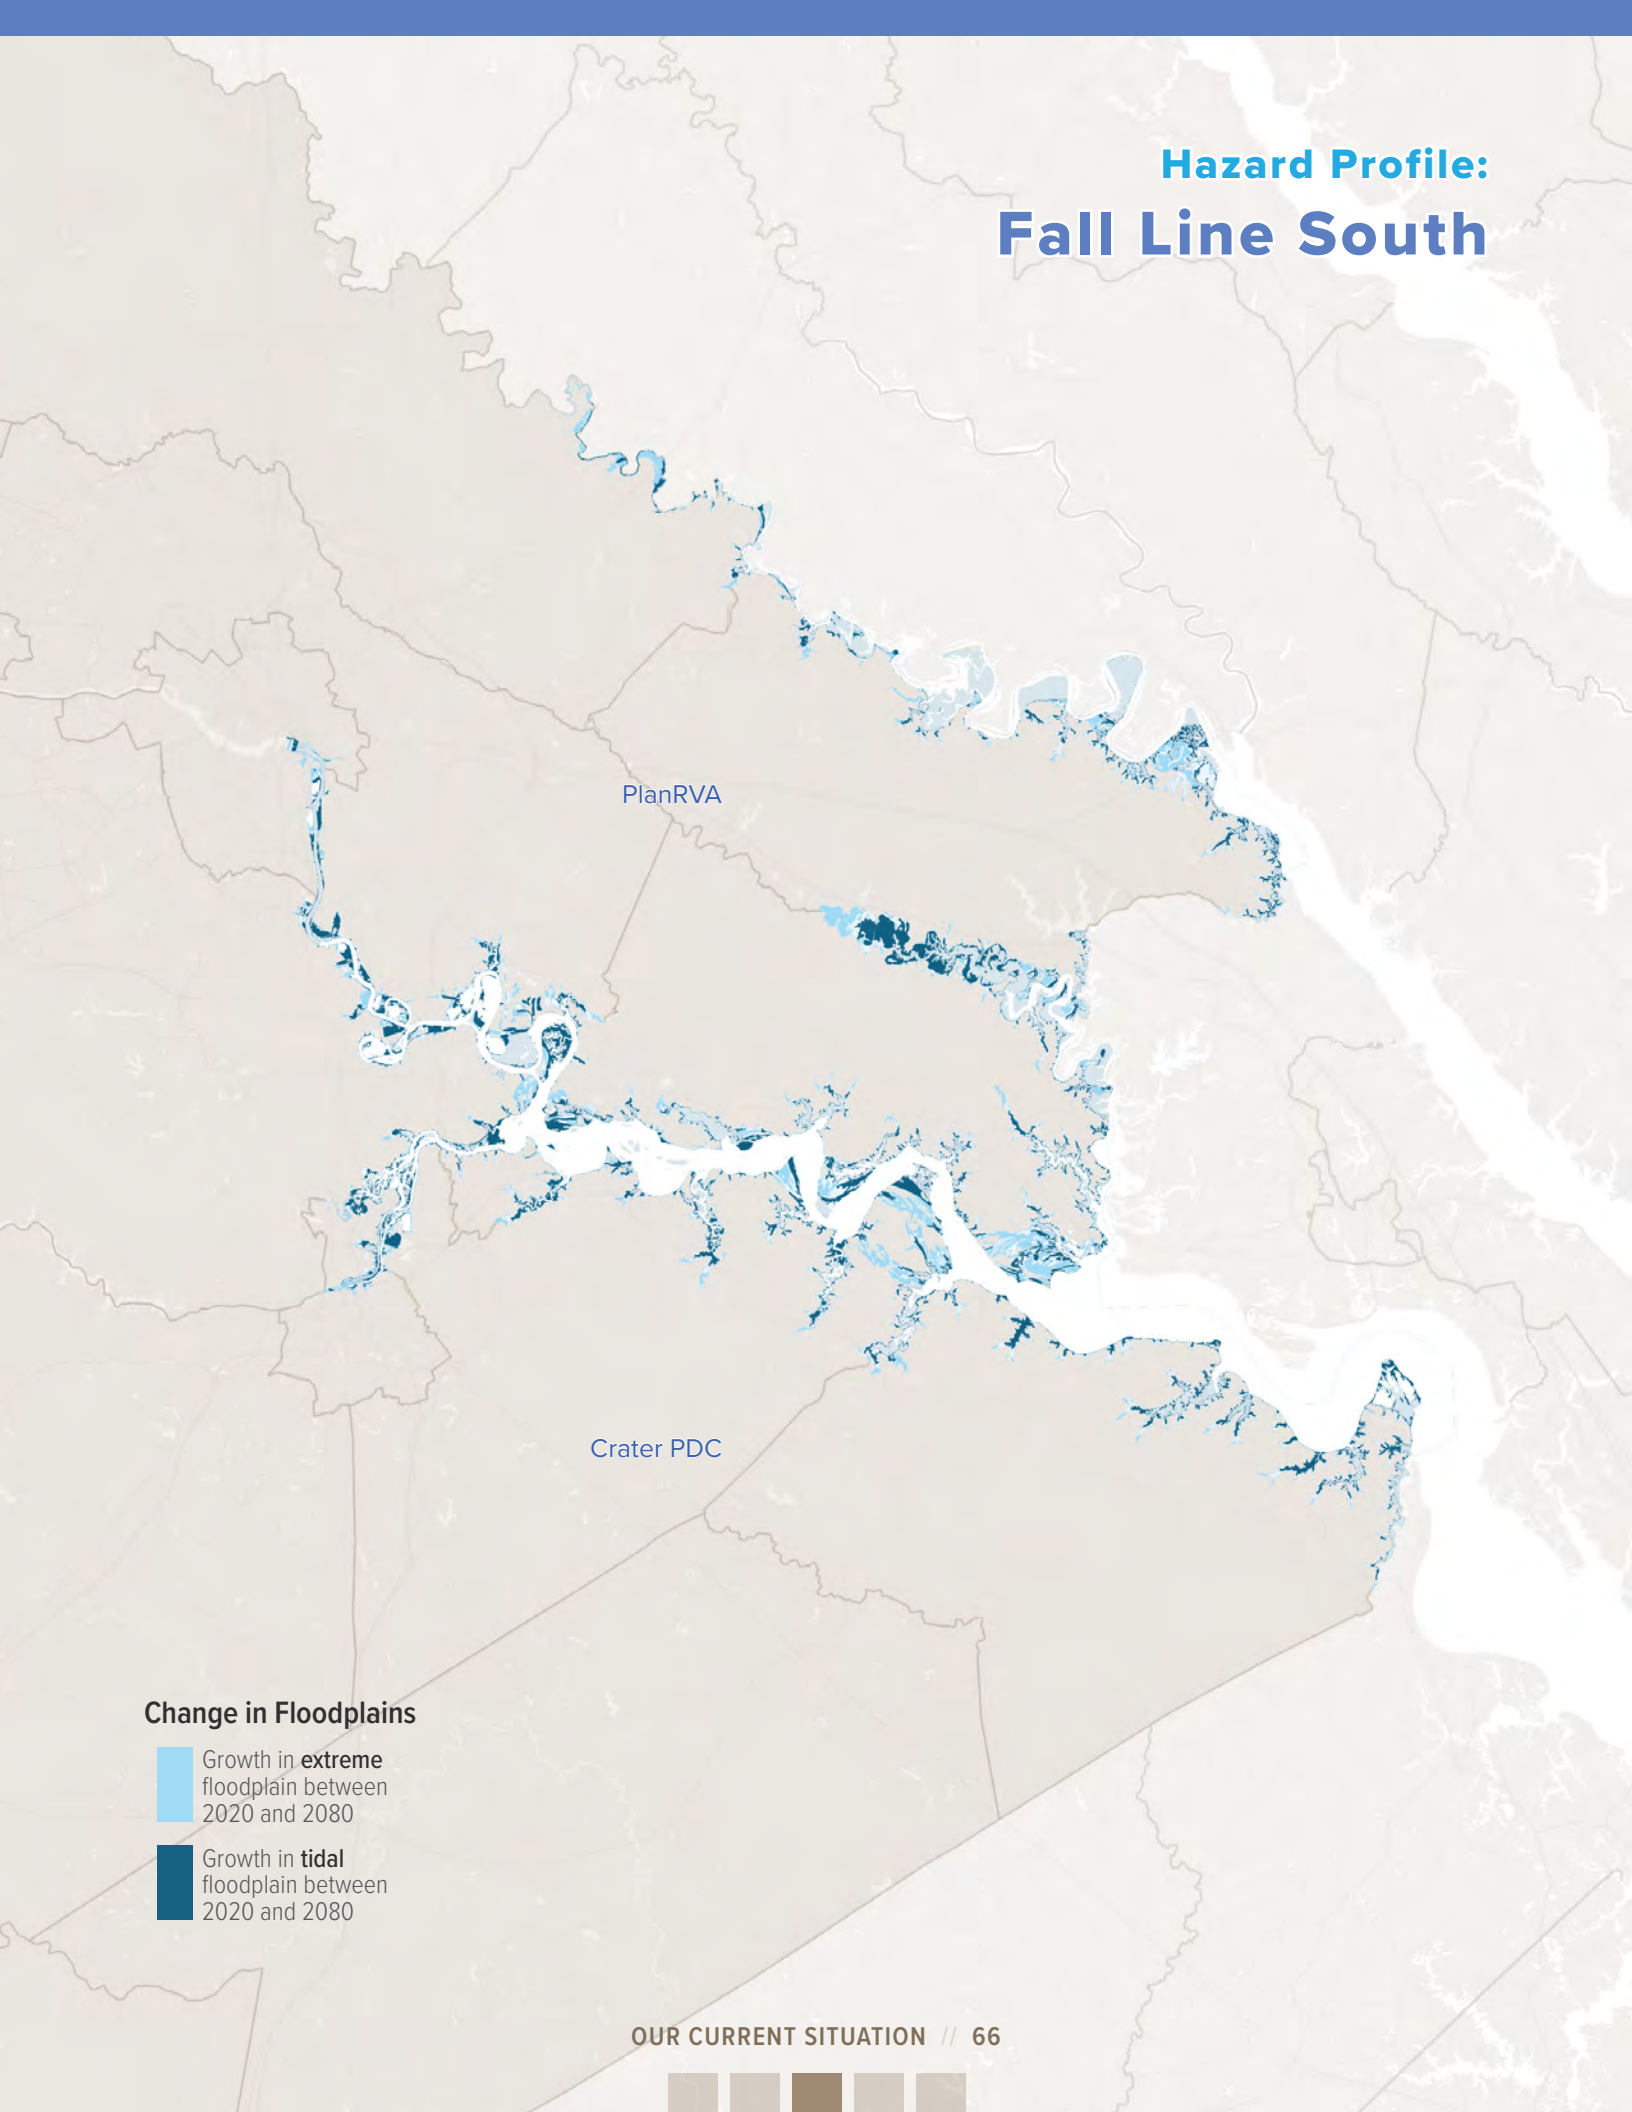 Hazard Profile:
Fall Line South
PlanRVA
Crater PDC
Change in Floodplains
Growth in extreme
floodplain between
2020 and 2080
Growth in tidal
floodplain between
2020 and 2080
OUR CURRENT SITUATION // 66